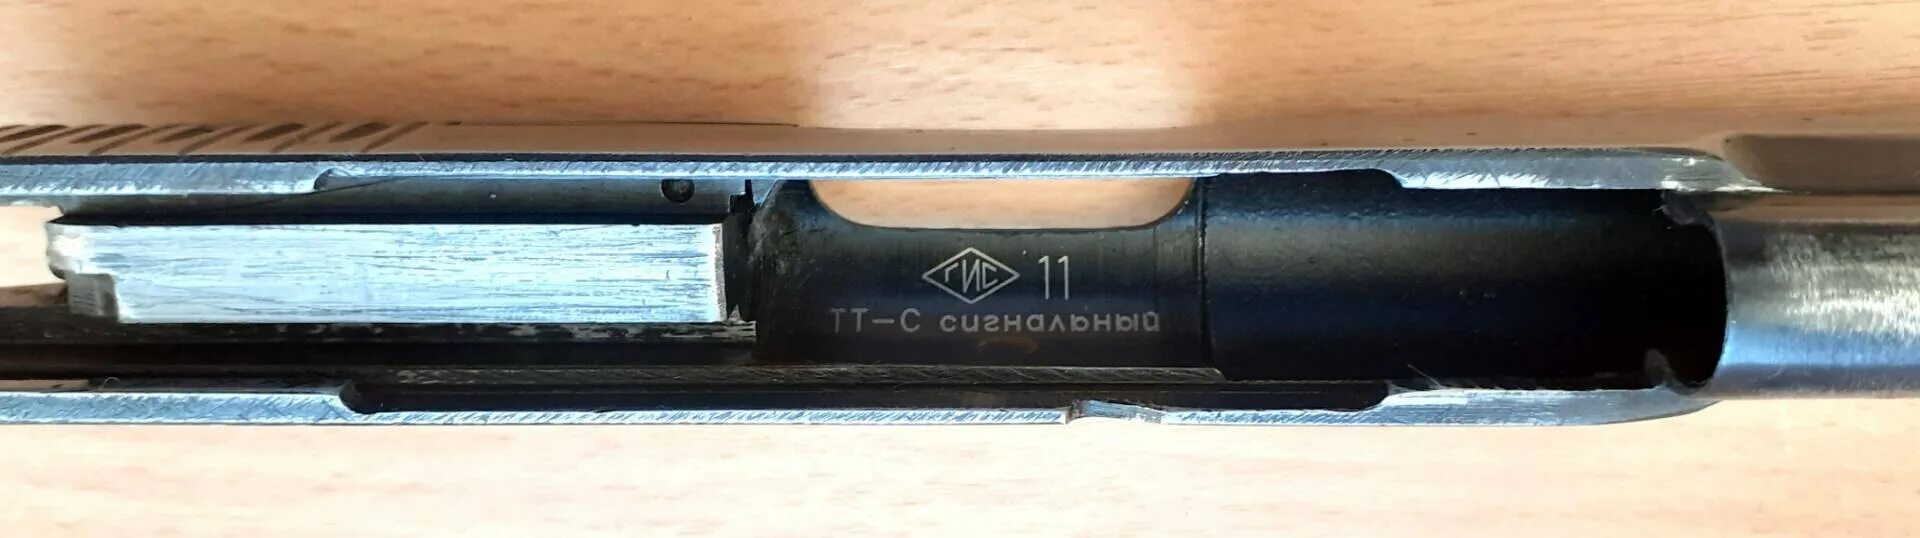 ГИС 11
ТТ-С сигнальный